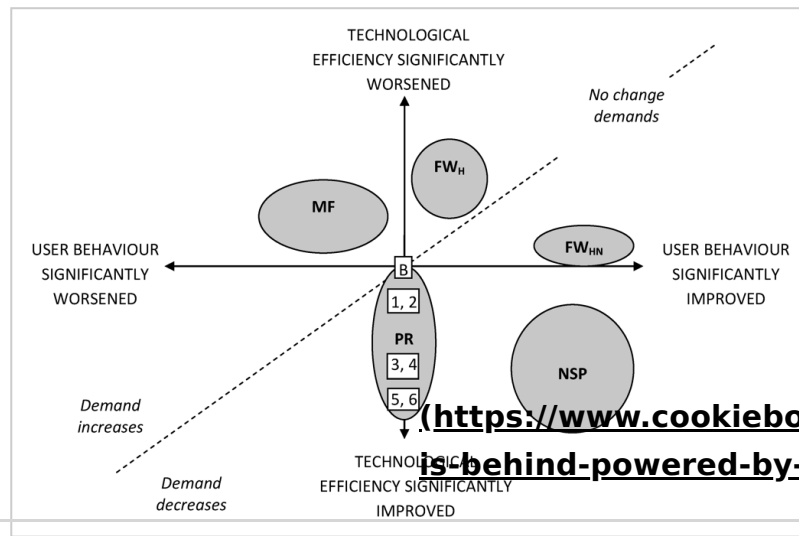 TECHNOLOGICAL
EFFICIENCY SIGNIFICANTLY
WORSENED
No change
demands
FWH
MF
FWHN
USER BEHAVIOUR
SIGNIFICANTLY
WORSENED
B
USER BEHAVIOUR
SIGNIFICANTLY
IMPROVED
1, 2
PR
3, 4
NSP
5, 6
Demand
increases
(https://www.cookiebo
is-behind-powered-by-
TECHNOLOGICAL
EFFICIENCY SIGNIFICANTLY
IMPROVED
Demand
decreases